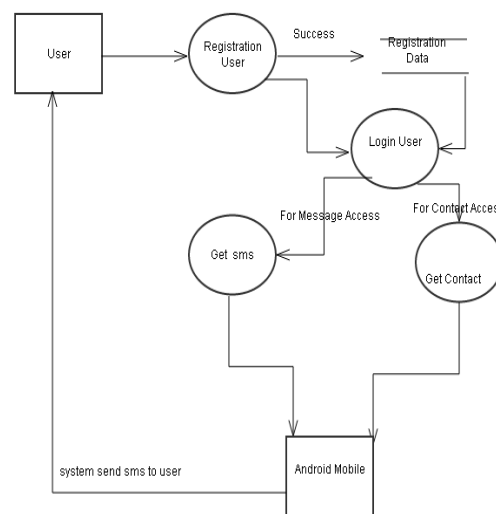 User
Registration
User
Success
Registration
Data
Login User
For Message Access
For Contact Acces
Get sms
Get Contact
Android Mobile
system send sms to user